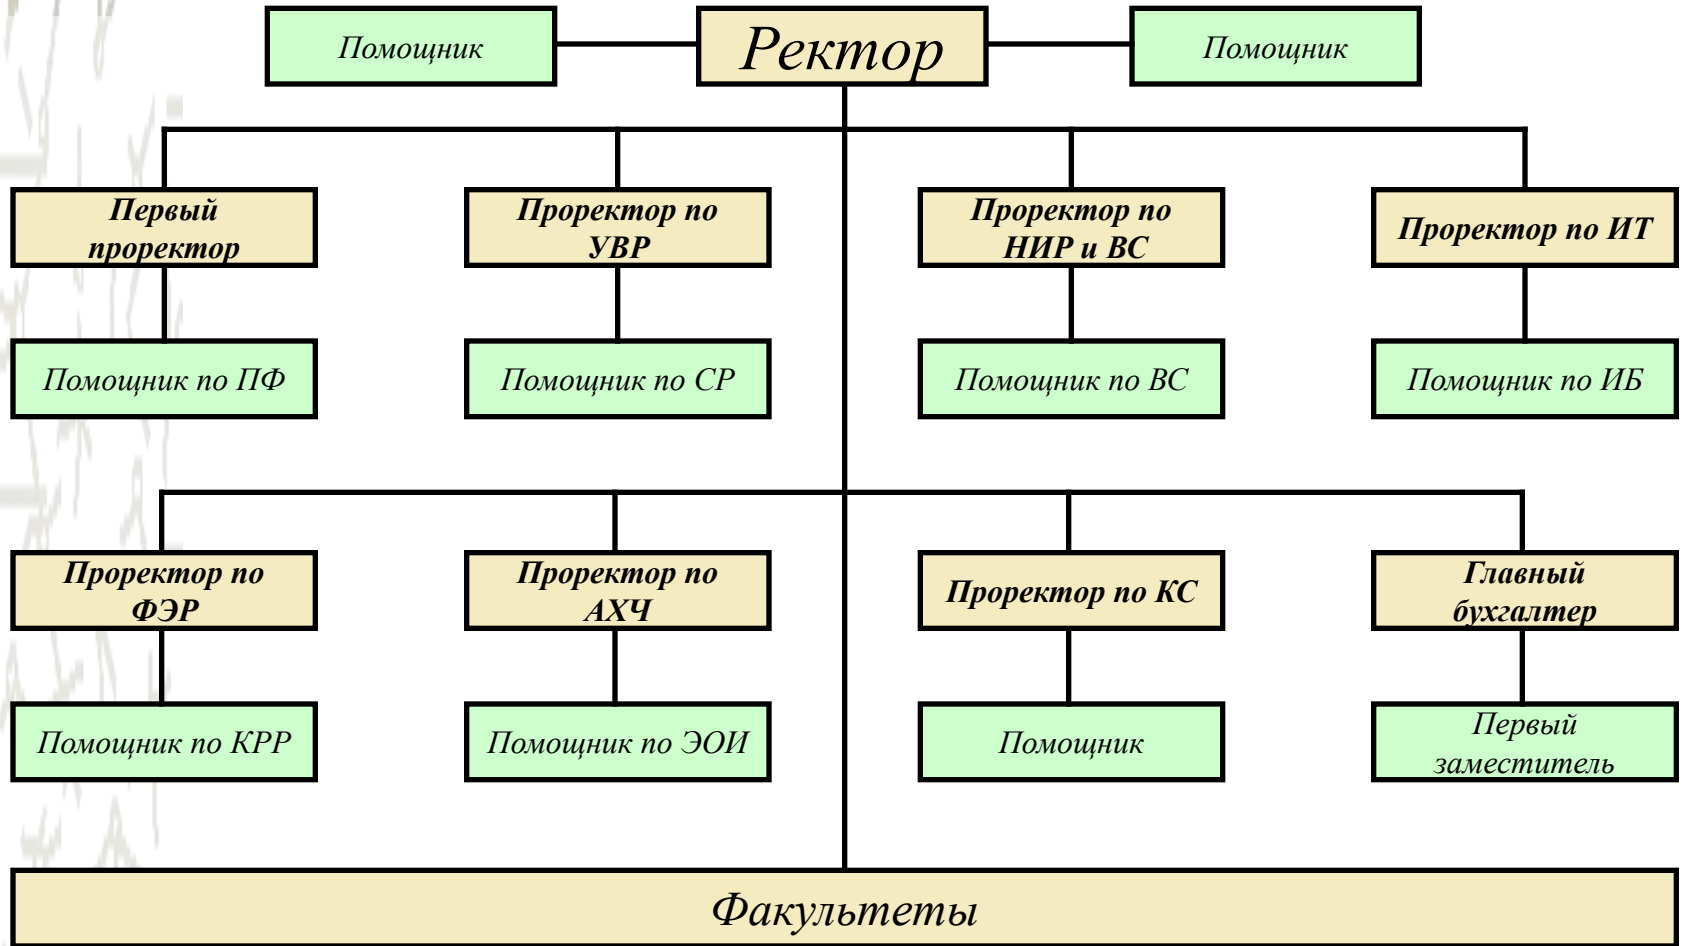 Помощник
Ректор
Помощник
Первый
проректор
Проректор по
УВР
Проректор по
НИР и ВС
Проректор по ИТ
Помощник по ПФ
Помощник по СР
Помощник по ВС
Помощник по ИБ
Проректор по
ФЭР
Проректор по
АХЧ
Проректор по КС
Главный
бухгалтер
Помощник по КРР
Помощник по ЭОИ
Помощник
Первый
заместитель
Факультеты